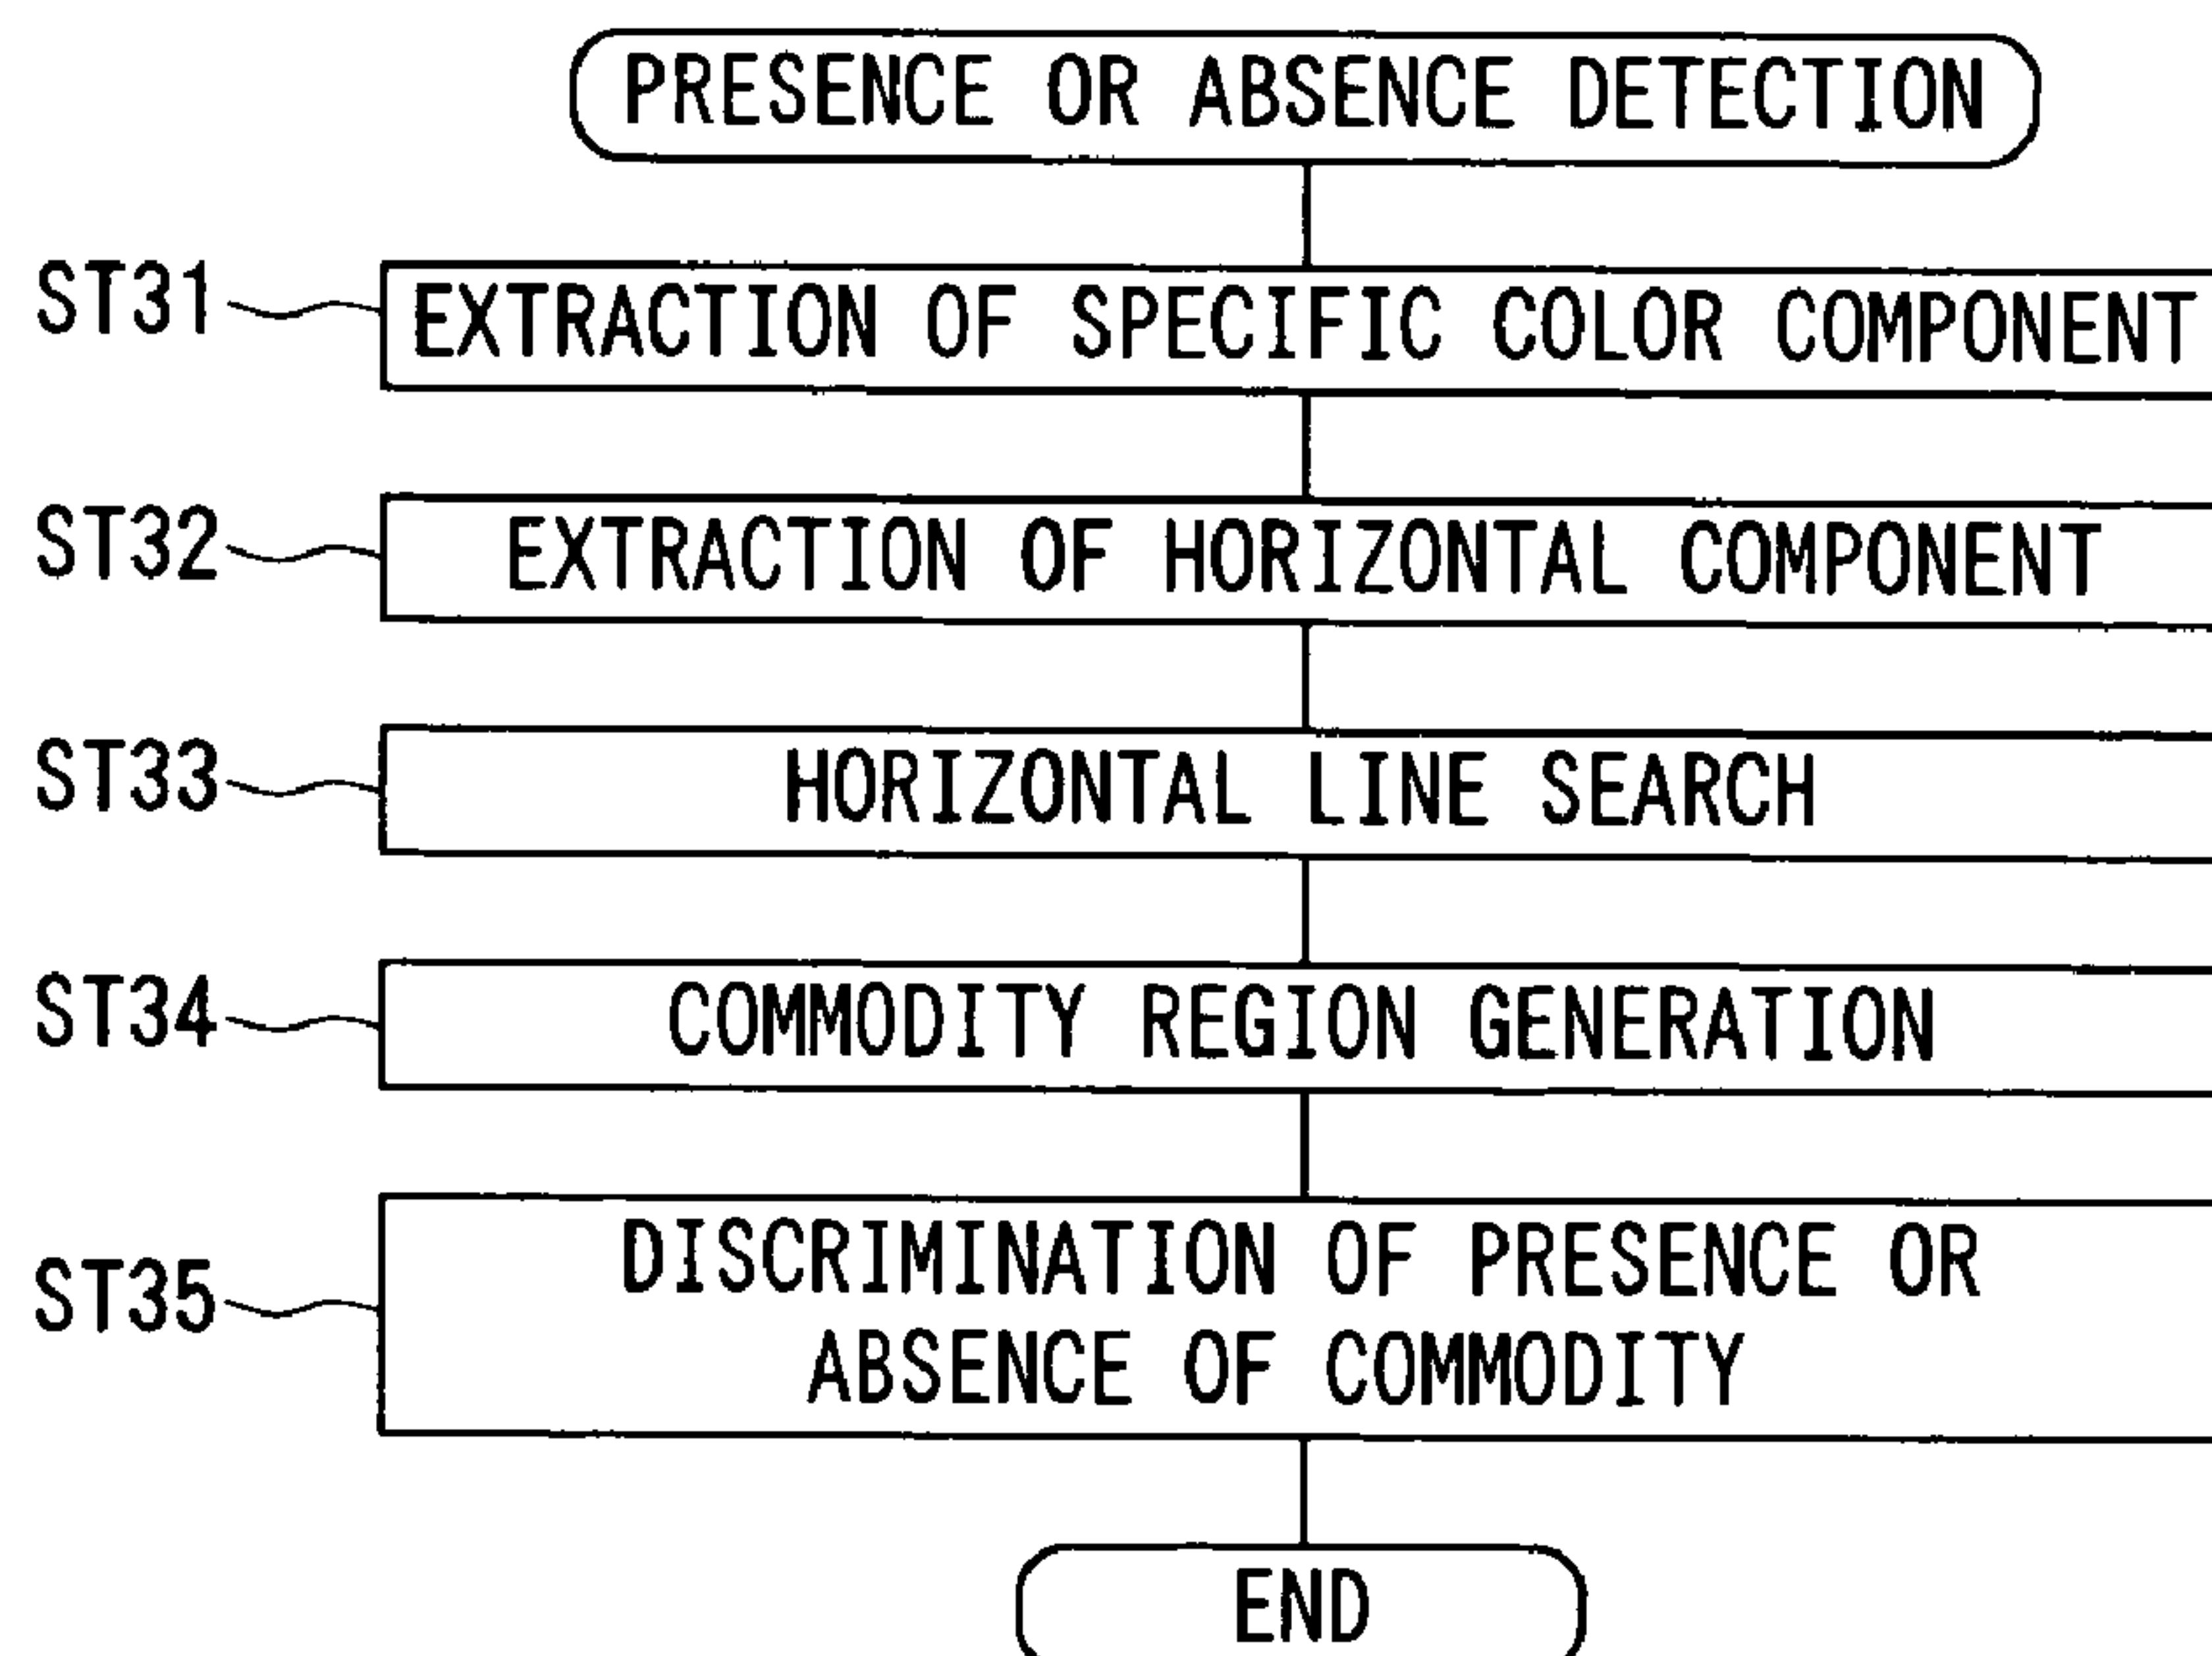 PRESENCE OR ABSENCE DETECTION
ST31 EXTRACTION OF SPECIFIC COLOR COMPONENT
ST32 EXTRACTION OF HORIZONTAL COMPONENT
ST33 HORIZONTAL LINE SEARCH
ST34 COMMODITY REGION GENERATION
ST35 DISCRIMINATION OF PRESENCE OR
ABSENCE OF COMMODITY
END